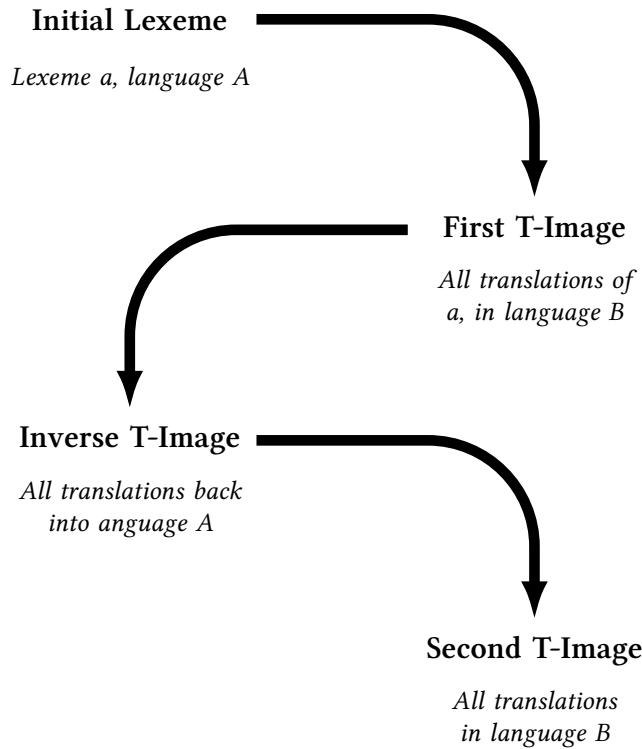 Initial Lexeme
Lexeme a, language A
First T-Image
All translations of
a, in language B
Inverse T-Image
All translations back
into anguage A
Second T-Image
All translations
in language B